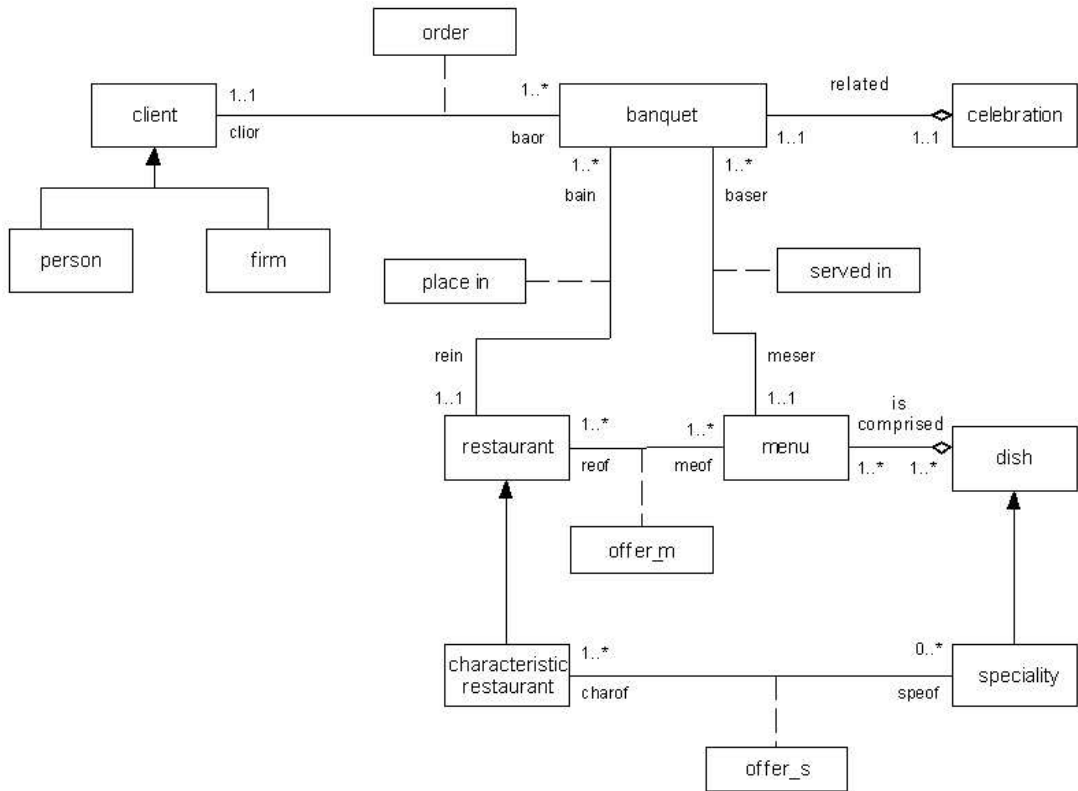 order
1..1
1..*
related
client
banquet
celebration
clior
baor
1..1
1..1
1..*
1..*
bain
baser
person
firm
place in
served in
rein
meser
1..1
1..1
is
comprised
1..*
1..*
restaurant
menu
dish
reof
meof
1..*
1..*
offer_m
1..*
0..*
characteristic
restaurant
speciality
charof
speof
offer_s